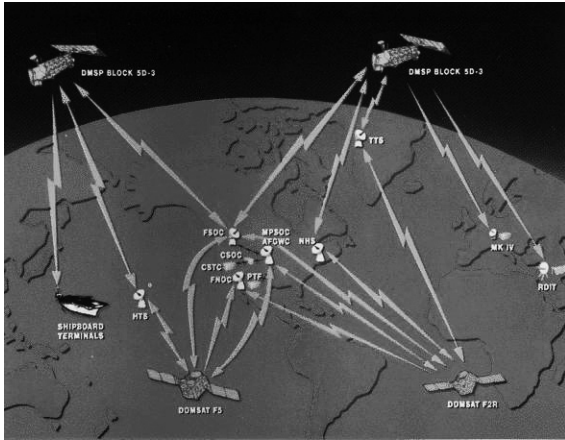 DMSP BLOCK 5D-3
DMSP BLOCK 5D-3
TTS
FSOC
MPSOC
AFGWC
NHS
MK IV
CSOC
CSTC
FNOC
PTF
RDIT
HTS
SHIPBOARD
TERMINALS
DOMSAT F5
DOMSAT F2R